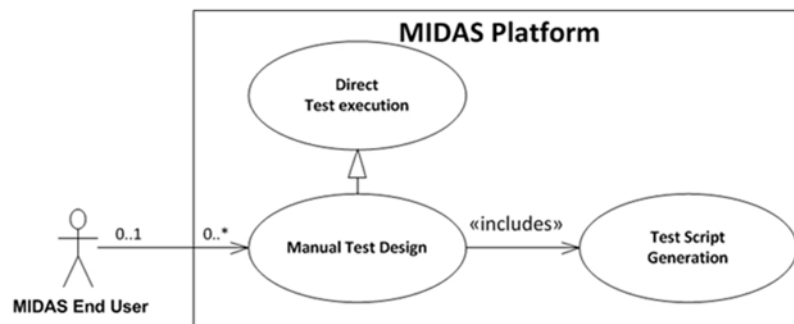 MIDAS Platform
Direct
Test execution
0..1
0..*
Manual Test Design
«includes»
Test Script
Generation
MIDAS End User